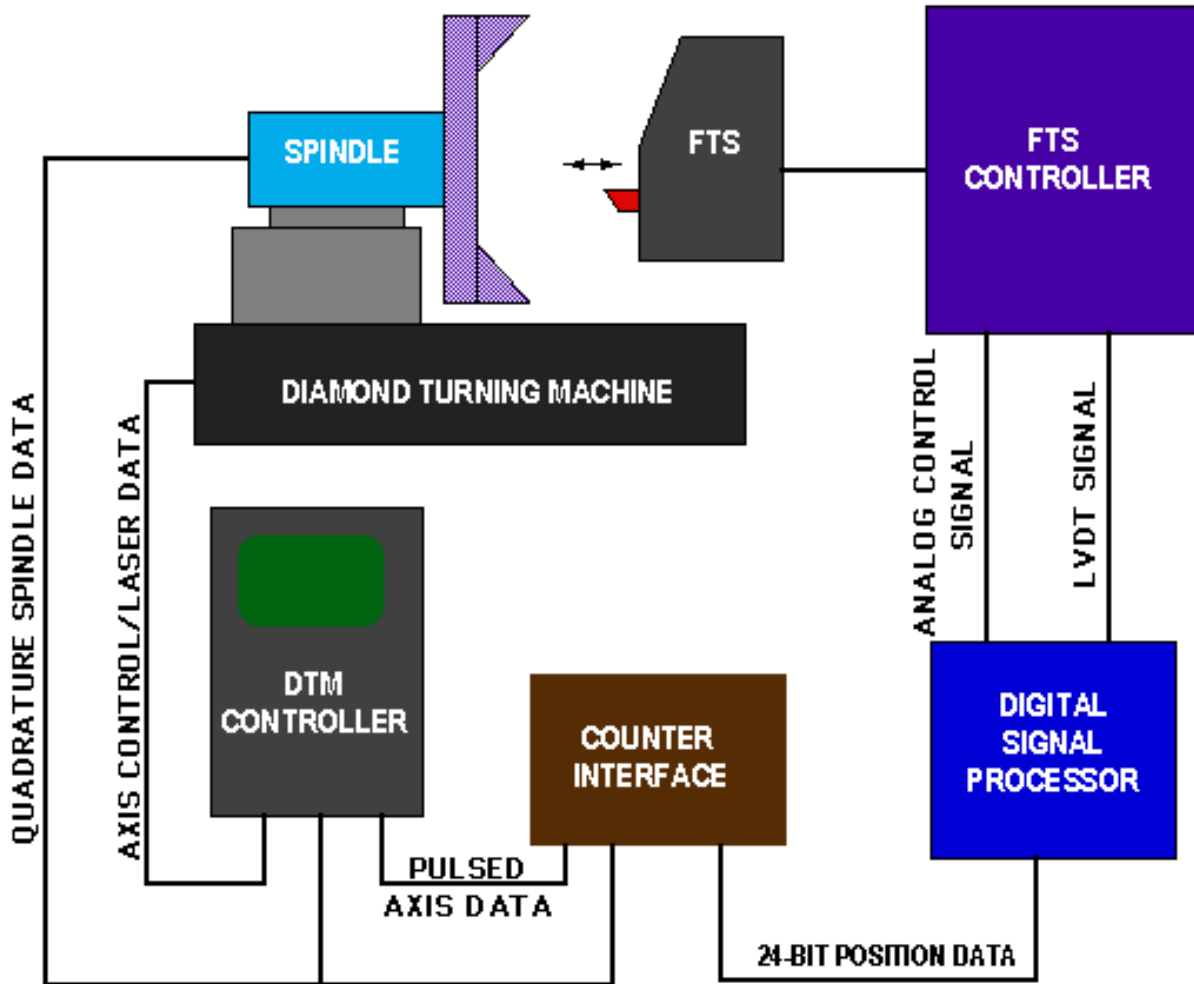 SPINDLE
FTS
FTS
CONTROLLER
DIAMOND TURNING MACHINE
QUADRATURE SPINDLE DATA
AXIS CONTROL/LASER DATA
ANALOG CONTROL
SIGNAL
LVDT SIGNAL
DTM
CONTROLLER
COUNTER
INTERFACE
DIGITAL
SIGNAL
PROCESSOR
PULSED
AXIS DATA
24-BIT POSITION DATA